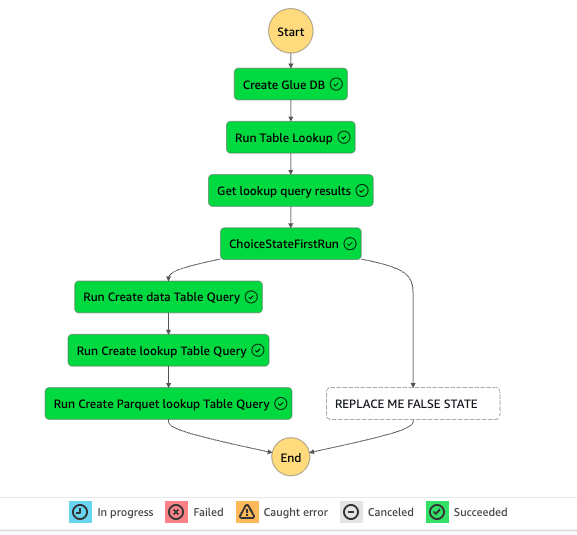 Start
Create Glue DB
Run Table Lookup
Get lookup query results
ChoiceStateFirstRun
Run Create data Table Query
Run Create lookup Table Query
Run Create Parquet lookup Table Query
REPLACE ME FALSE STATE
End
In progress Failed Caught error Canceled Succeeded